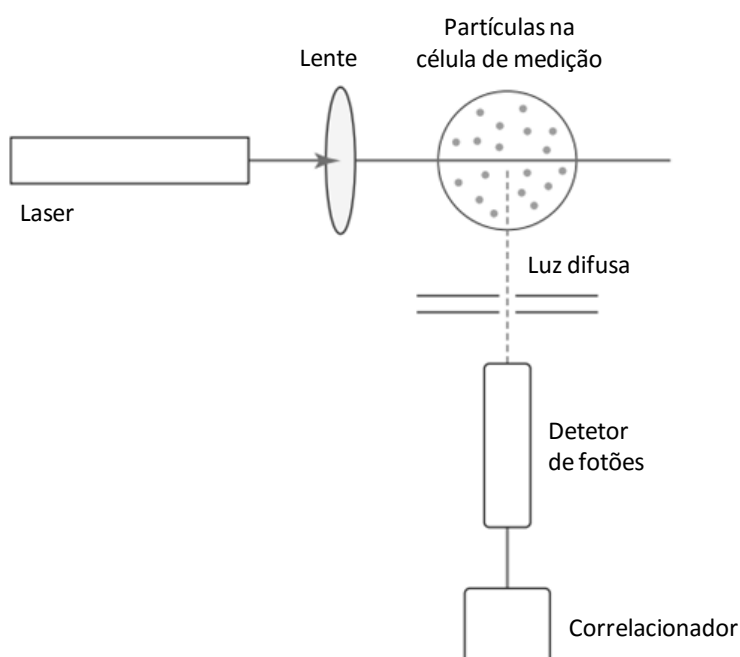 Partículas na
célula de medição
Lente
Laser
Luz difusa
Detetor
de fotões
Correlacionador